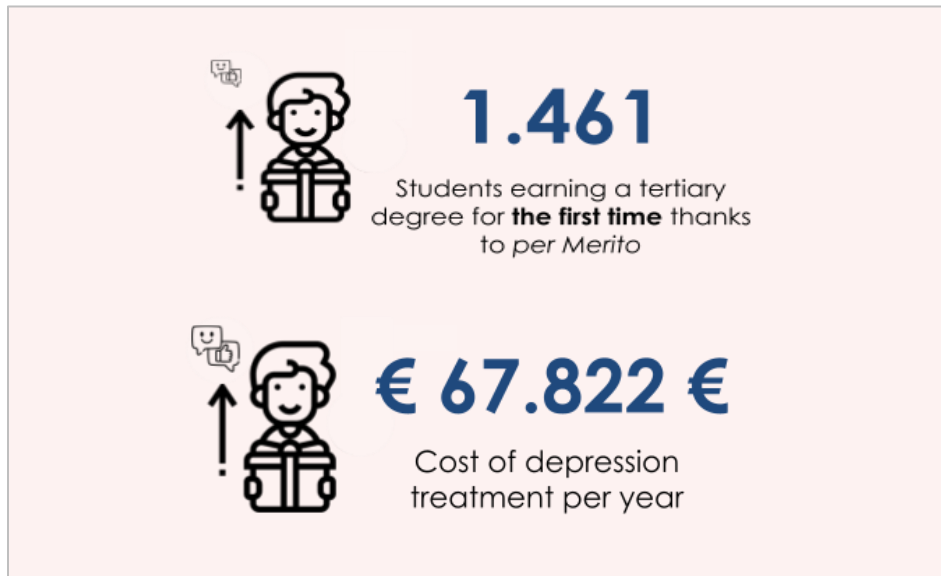 1.461
Students earning a tertiary
degree for the first time thanks
to per Merito
€ 67.822 €
Cost of depression
treatment per year